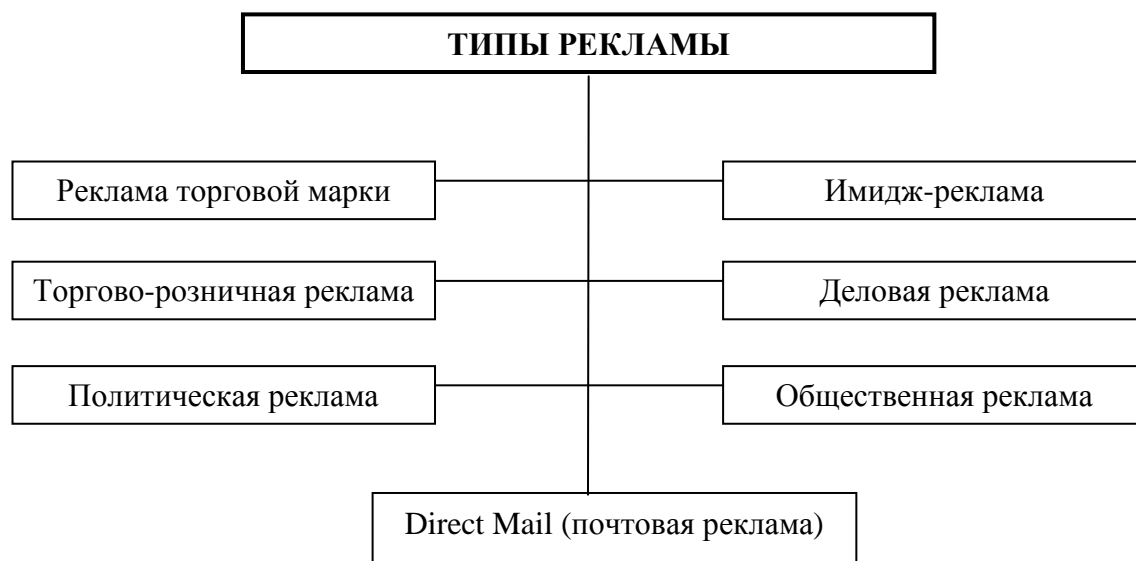 ТИПЫ РЕКЛАМЫ
Реклама торговой марки
Имидж-реклама
Торгово-розничная реклама
Деловая реклама
Политическая реклама
Общественная реклама
Direct Mail (почтовая реклама)